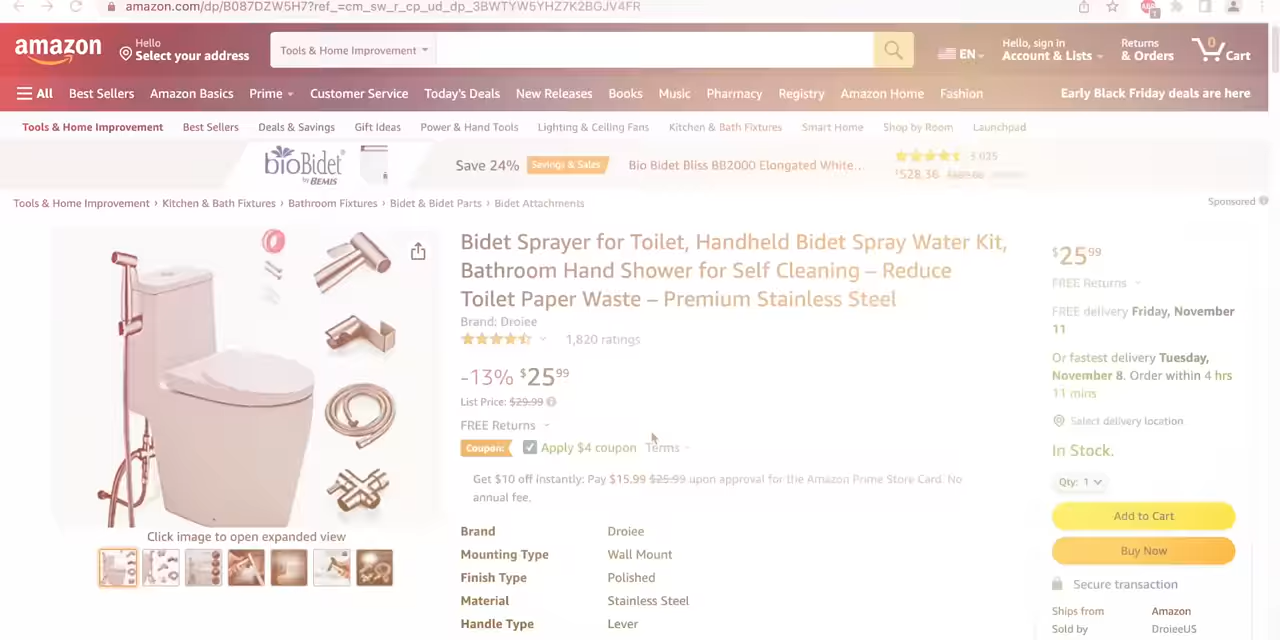 amazon.com/dp/B087DZW5H7?ref_=cm_sw_r_cp_ud_dp_3BWTYW5YHZ7K2BGJV4FR
1
amazon
Hello
Select your address
Tools & Home Improvement
EN
Hello, sign in
Account & Lists
Returns
& Orders
0
Cart
All
Best Sellers
Amazon Basics
Prime
Customer Service
Today's Deals
New Releases
Books
Music
Pharmacy
Registry
Amazon Home
Fashion
Early Black Friday deals are here
Tools & Home Improvement
Best Sellers
Deals & Savings
Gift Ideas
Power & Hand Tools
Lighting & Ceiling Fans
Kitchen & Bath Fixtures
Smart Home
Shop by Room
Launchpad
bioBidet
by BEMIS
Save 24%
Savings & Sales
Bio Bidet Bliss BB2000 Elongated White..
$528.36
Sponsored
Tools & Home Improvement › Kitchen & Bath Fixtures › Bathroom Fixtures › Bidet & Bidet Parts › Bidet Attachments
Bidet Sprayer for Toilet, Handheld Bidet Spray Water Kit,
Bathroom Hand Shower for Self Cleaning – Reduce
Toilet Paper Waste – Premium Stainless Steel
Brand: Droiee
1,820 ratings
-13% $25⁹⁹
List Price: $29.99
FREE Returns
Coupon:
Apply $4 coupon
Terms
Get $10 off instantly: Pay $15.99 $25.99 upon approval for the Amazon Prime Store Card. No
annual fee.
Click image to open expanded view
Brand Droiee
Mounting Type Wall Mount
Finish Type Polished
Material Stainless Steel
Handle Type Lever
$25⁹⁹
FREE Returns
FREE delivery Friday, November
11
Or fastest delivery Tuesday,
November 8. Order within 4 hrs
11 mins
Select delivery location
In Stock.
Qty: 1
Add to Cart
Buy Now
Secure transaction
Ships from Amazon
Sold by DroieeUS